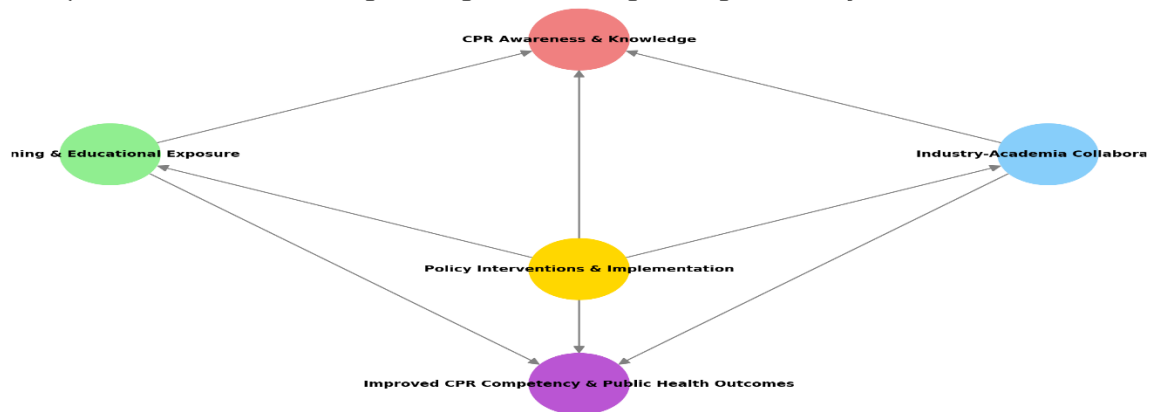 CPR Awareness & Knowledge
ning & Educational Exposure
Industry-Academia Collabora
Policy Interventions & Implementation
Improved CPR Competency & Public Health Outcomes